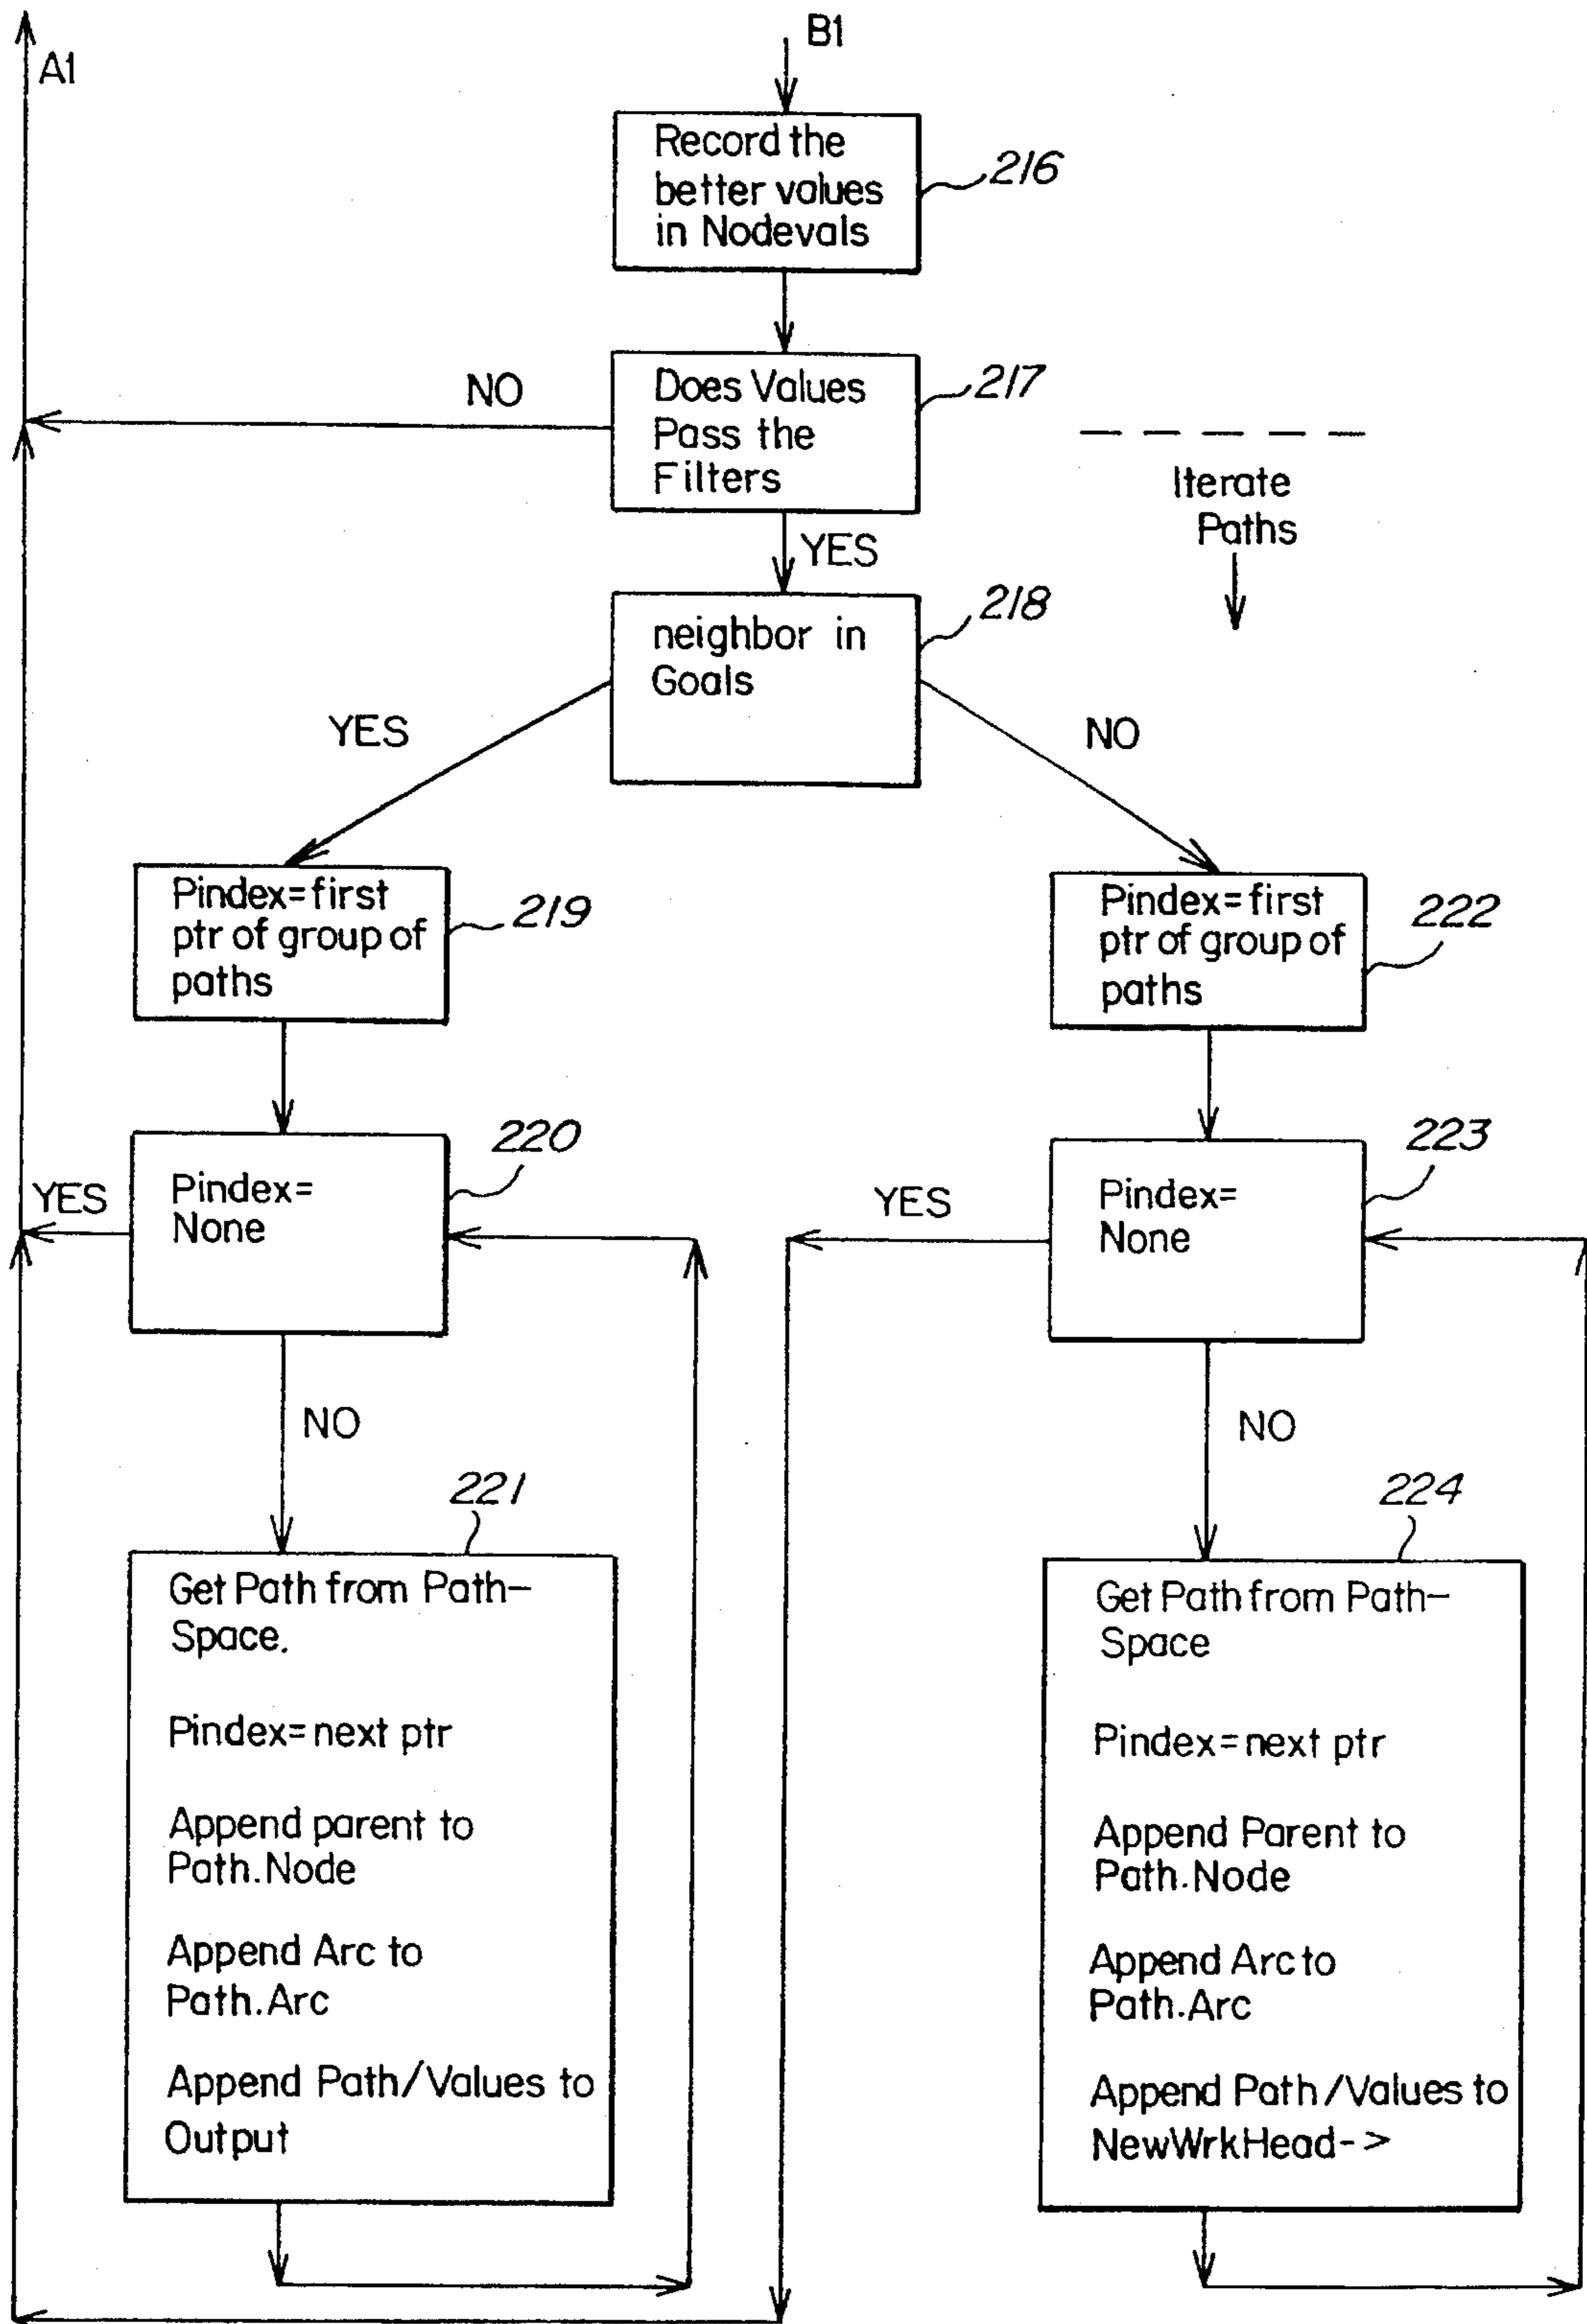 A1
B1
Record the
better values
in Nodevals
216
NO
Does Values
Pass the
Filters
217
Iterate
Paths
YES
neighbor in
Goals
218
YES
NO
Pindex=first
ptr of group of
paths
219
Pindex=first
ptr of group of
paths
222
YES
Pindex=
None
220
YES
Pindex=
None
223
NO
NO
221
Get Path from Path-
Space.
Pindex=next ptr
Append parent to
Path.Node
Append Arc to
Path.Arc
Append Path/Values to
Output
224
Get Path from Path-
Space
Pindex=next ptr
Append Parent to
Path.Node
Append Arc to
Path.Arc
Append Path/Values to
NewWrkHead->